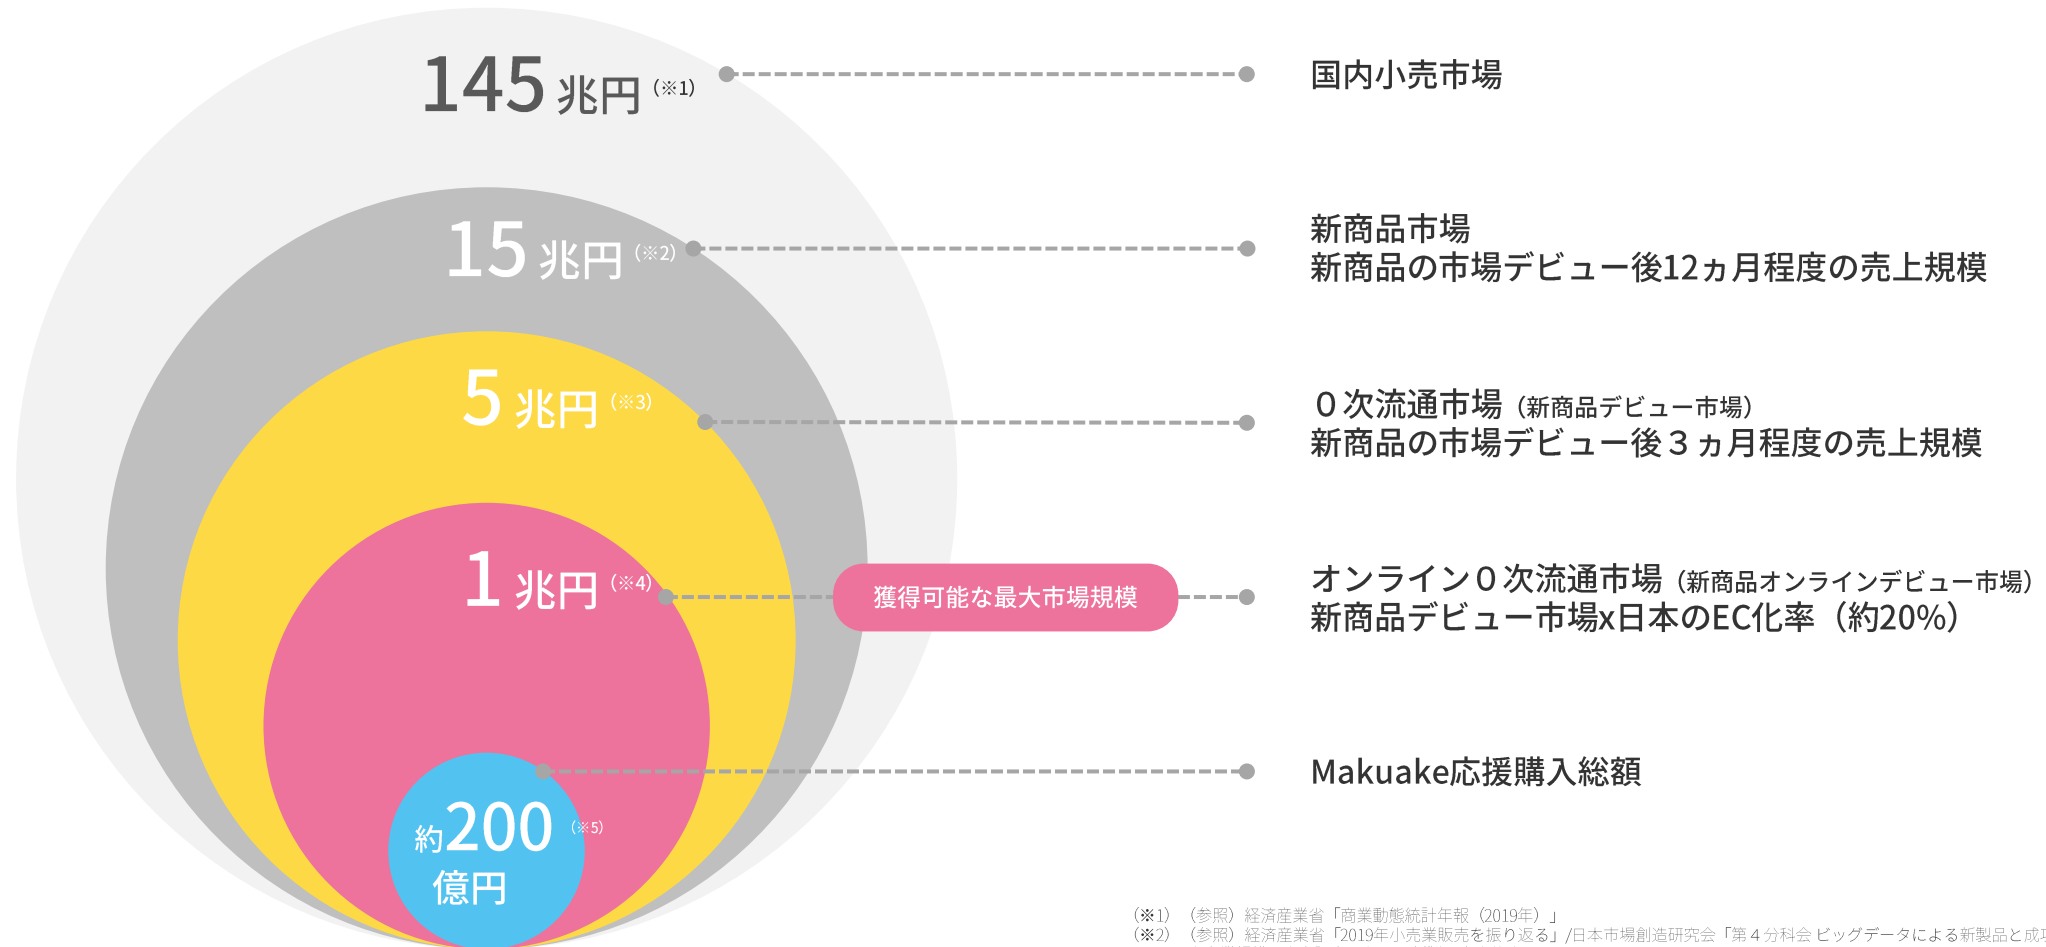 145 兆円 (※1)
国内小売市場
15 兆円 (※2)
新商品市場
新商品の市場デビュー後12ヵ月程度の売上規模
5 兆円 (※3)
０次流通市場（新商品デビュー市場）
新商品の市場デビュー後３ヵ月程度の売上規模
1 兆円 (※4)
獲得可能な最大市場規模
オンライン０次流通市場（新商品オンラインデビュー市場）
新商品デビュー市場x日本のEC化率（約20%）
Makuake応援購入総額
約200 (※5)
億円
（※1）（参照）経済産業省「商業動態統計年報（2019年）」
（※2）（参照）経済産業省「2019年小売業販売を振り返る」/日本市場創造研究会「第４分科会 ビッグデータによる新製品と成